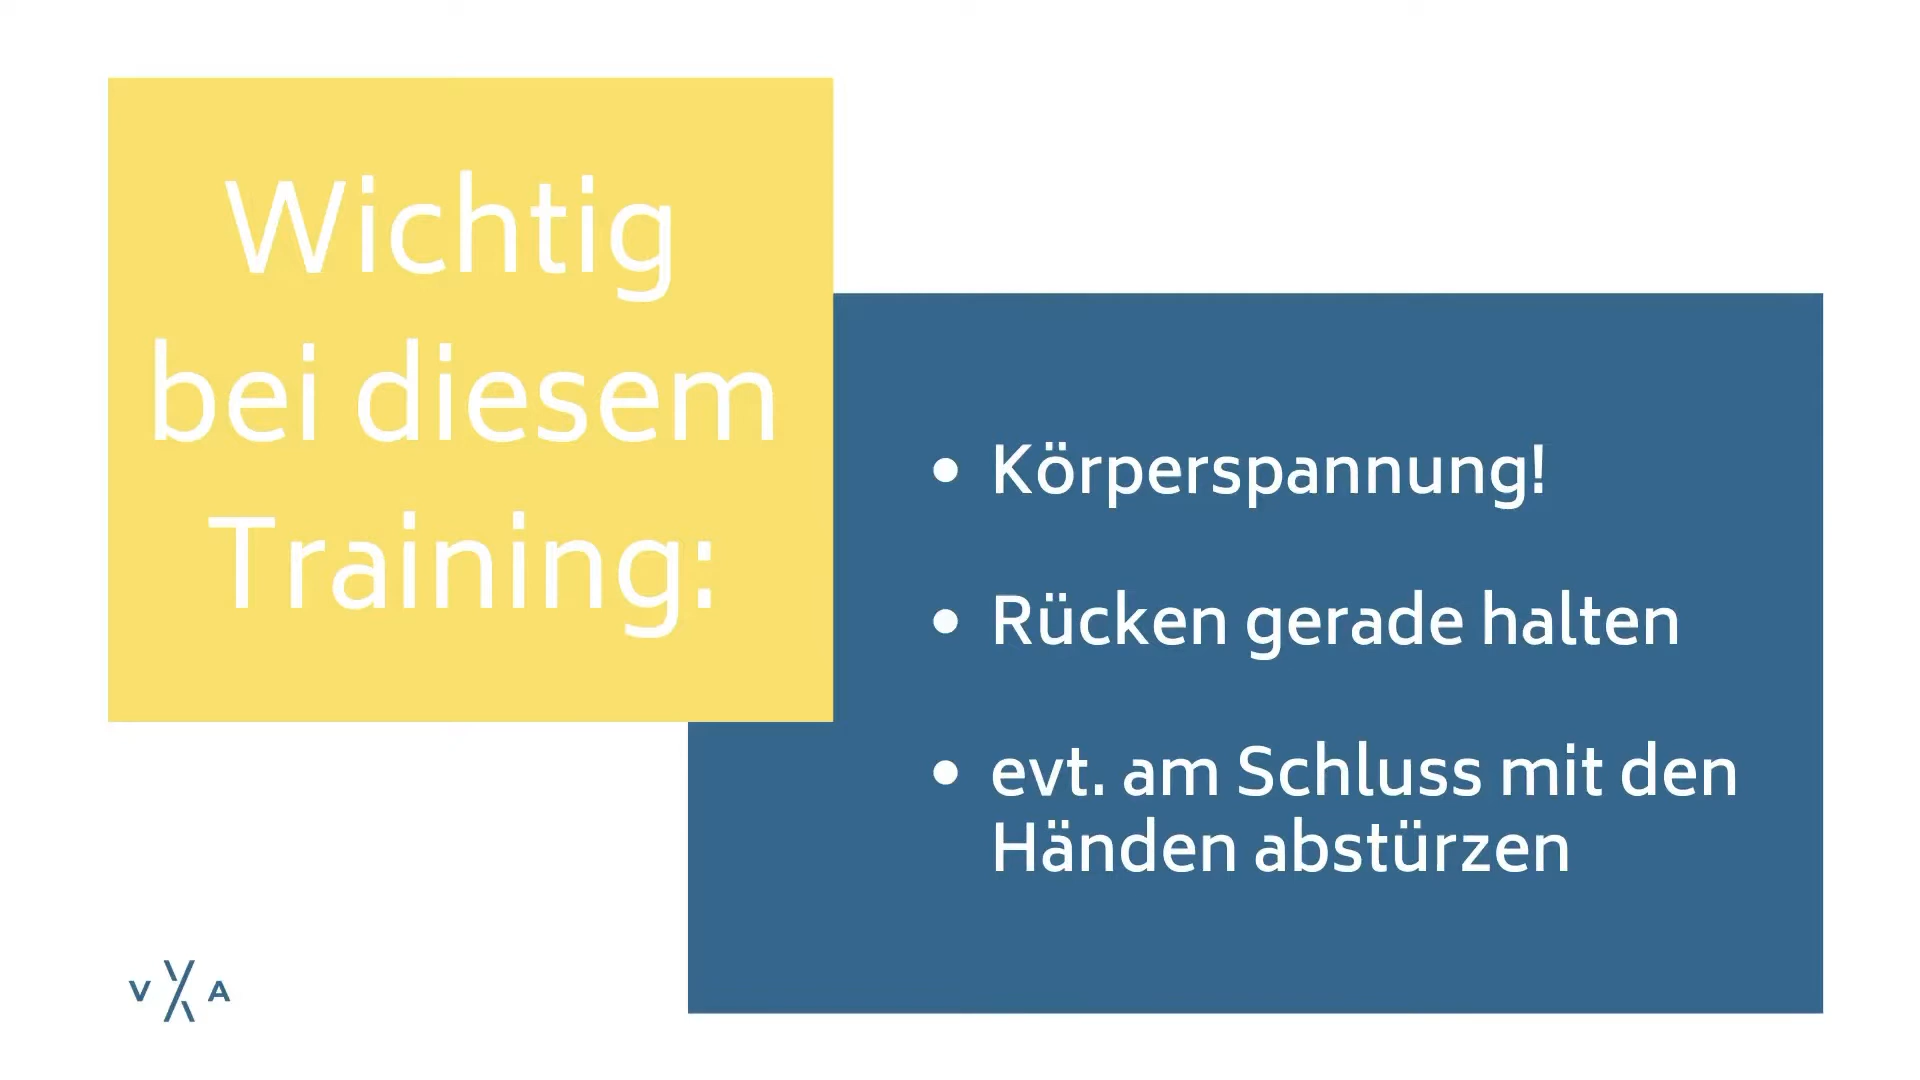 Wichtig
bei diesem
Training:
• Körperspannung!
• Rücken gerade halten
• evt. am Schluss mit den
Händen abstürzen
V X A